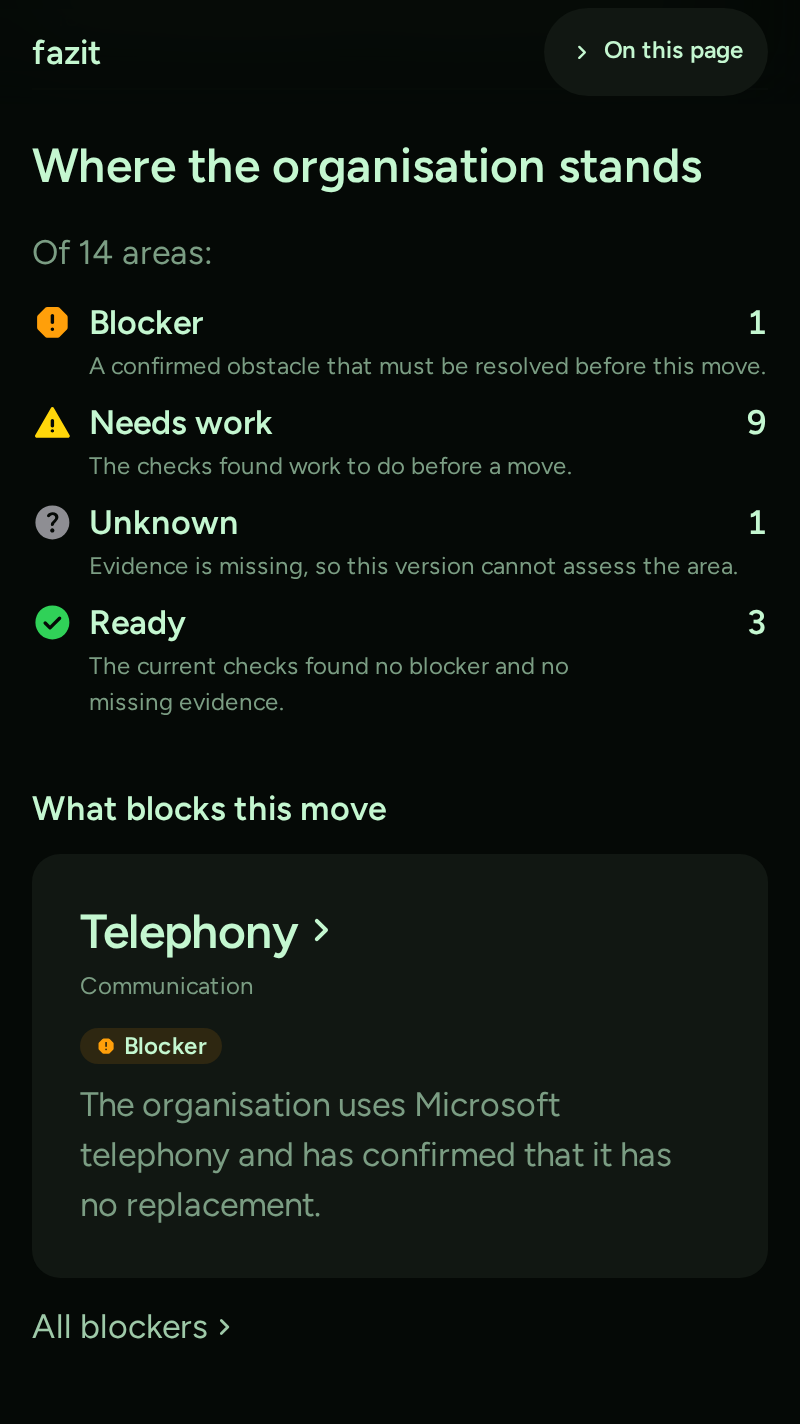 fazit
On this page
Where the organisation stands
Of 14 areas:
Blocker 1
A confirmed obstacle that must be resolved before this move.
Needs work 9
The checks found work to do before a move.
Unknown 1
Evidence is missing, so this version cannot assess the area.
Ready 3
The current checks found no blocker and no
missing evidence.
What blocks this move
Telephony
Communication
Blocker
The organisation uses Microsoft
telephony and has confirmed that it has
no replacement.
All blockers